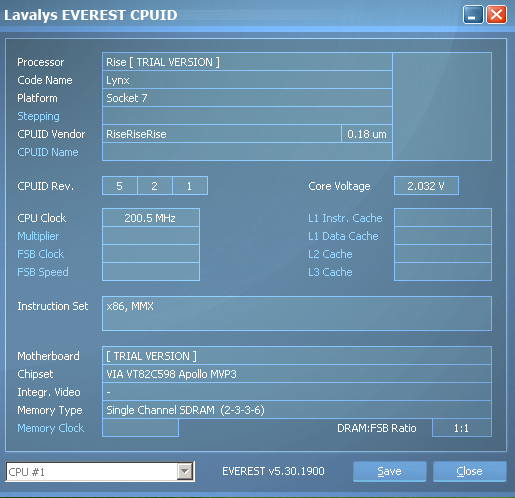 Lavalys EVEREST CPUID
Processor Rise [ TRIAL VERSION ]
Code Name Lynx
Platform Socket 7
Stepping
CPUID Vendor RiseRiseRise 0.18 um
CPUID Name
CPUID Rev. 5 2 1 Core Voltage 2.032 V
CPU Clock 200.5 MHz L1 Instr. Cache
Multiplier L1 Data Cache
FSB Clock L2 Cache
FSB Speed L3 Cache
Instruction Set x86, MMX
Motherboard [ TRIAL VERSION ]
Chipset VIA VT82C598 Apollo MVP3
Integr. Video -
Memory Type Single Channel SDRAM (2-3-3-6)
Memory Clock DRAM:FSB Ratio 1:1
CPU #1 EVEREST v5.30.1900 Save Close